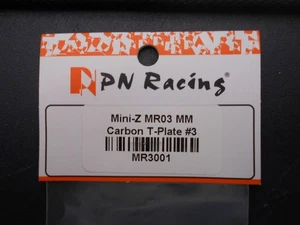 PN Racing®
Mini-Z MR03 MM
Carbon T-Plate #3
MR3001